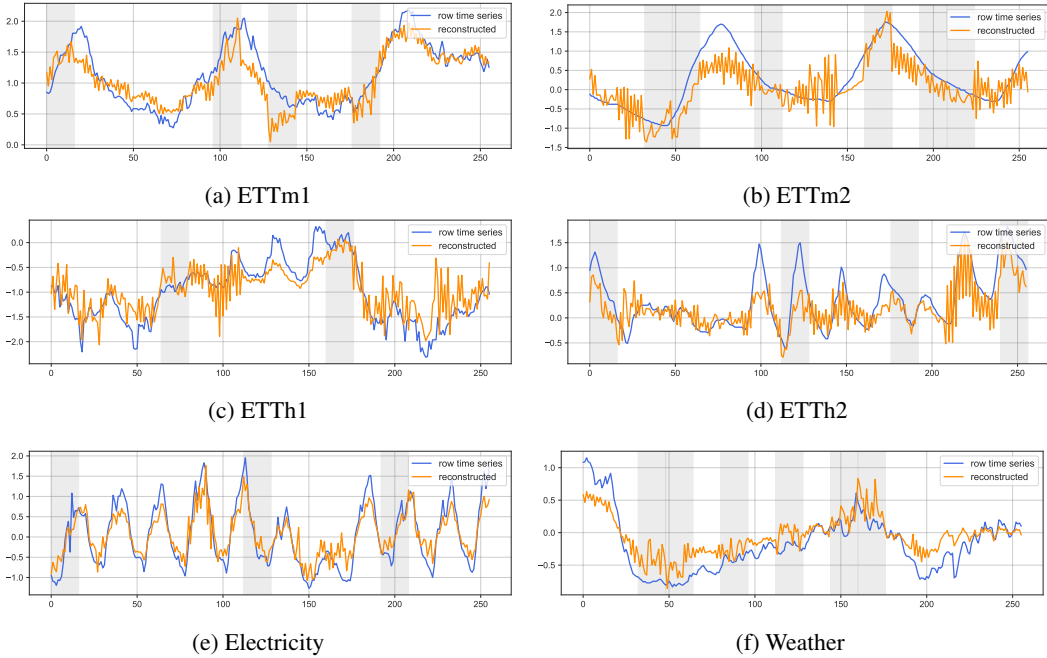 2.0
1.5
1.0
0.5
0.0
0 50 100 150 200 250
row time series
reconstructed
(a) ETTm1
2.0
1.5
1.0
0.5
0.0
−0.5
−1.0
−1.5
0 50 100 150 200 250
row time series
reconstructed
(b) ETTm2
0.0
−0.5
−1.0
−1.5
−2.0
0 50 100 150 200 250
row time series
reconstructed
(c) ETTh1
1.5
1.0
0.5
0.0
−0.5
0 50 100 150 200 250
row time series
reconstructed
(d) ETTh2
2.0
1.5
1.0
0.5
0.0
−0.5
−1.0
0 50 100 150 200 250
row time series
reconstructed
(e) Electricity
1.0
0.5
0.0
−0.5
0 50 100 150 200 250
row time series
reconstructed
(f) Weather